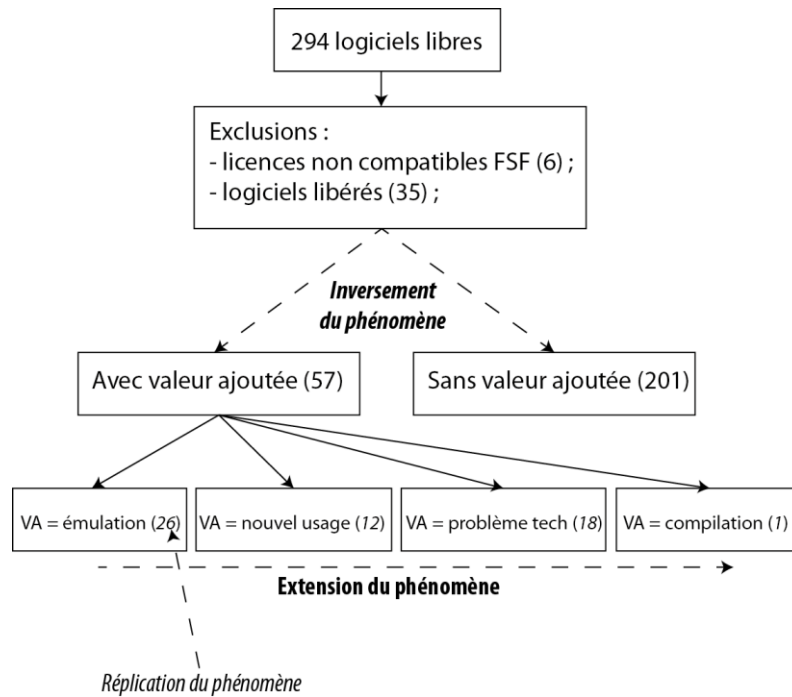 294 logiciels libres
Exclusions :
- licences non compatibles FSF (6) ;
- logiciels libérés (35) ;
Inversement
du phénomène
Avec valeur ajoutée (57)
Sans valeur ajoutée (201)
VA = émulation (26)
VA = nouvel usage (12)
VA = problème tech (18)
VA = compilation (1)
Extension du phénomène
Réplication du phénomène